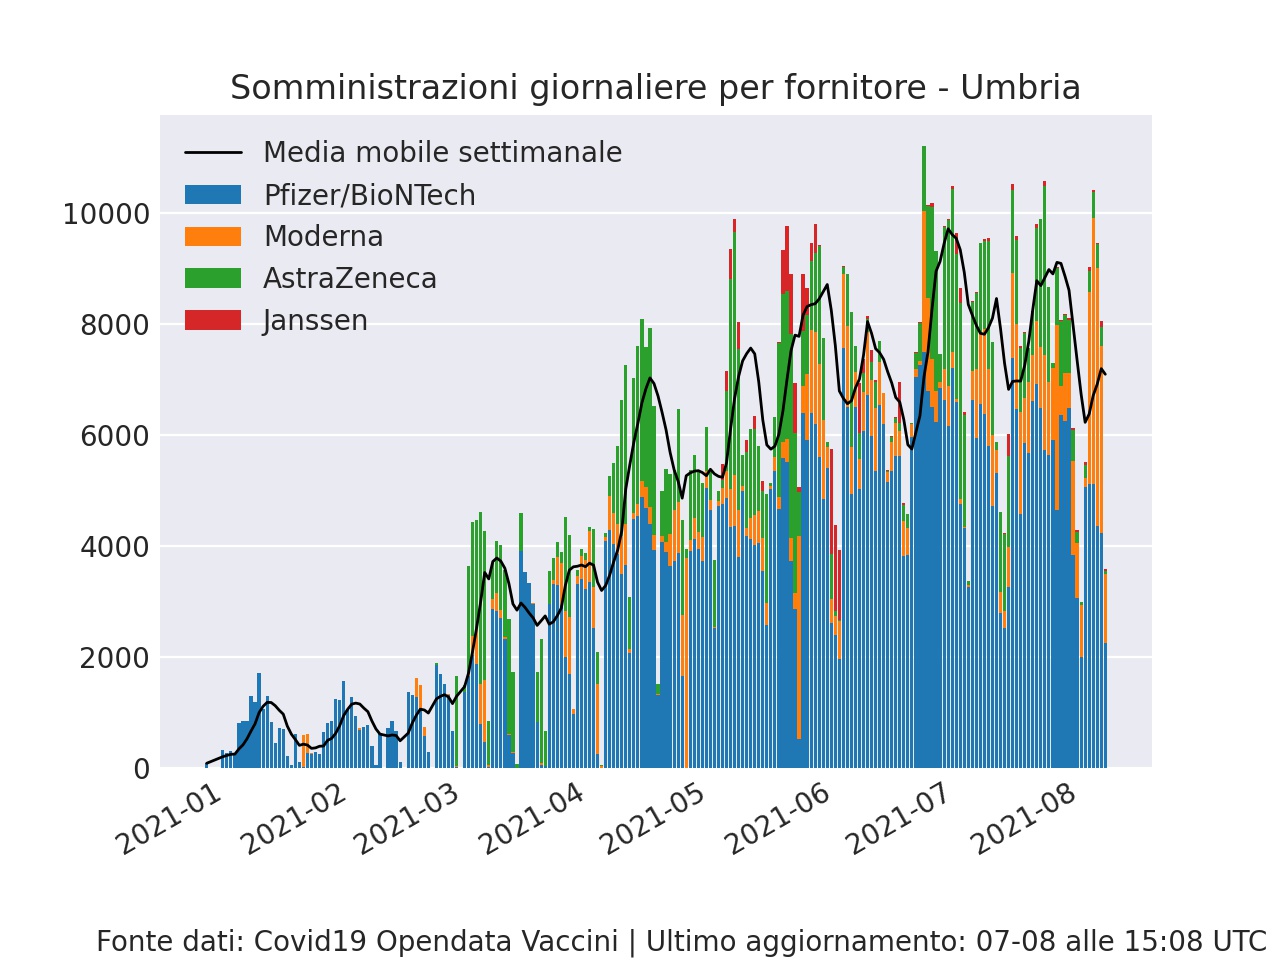 Somministrazioni giornaliere per fornitore - Umbria
Media mobile settimanale
Pfizer/BioNTech
Moderna
AstraZeneca
Janssen
10000
8000
6000
4000
2000
0
2021-01
2021-02
2021-03
2021-04
2021-05
2021-06
2021-07
2021-08
Fonte dati: Covid19 Opendata Vaccini | Ultimo aggiornamento: 07-08 alle 15:08 UTC